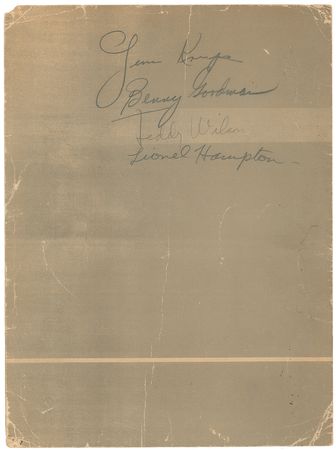 Gene Krupa
Benny Goodman
Teddy Wilson
Lionel Hampton